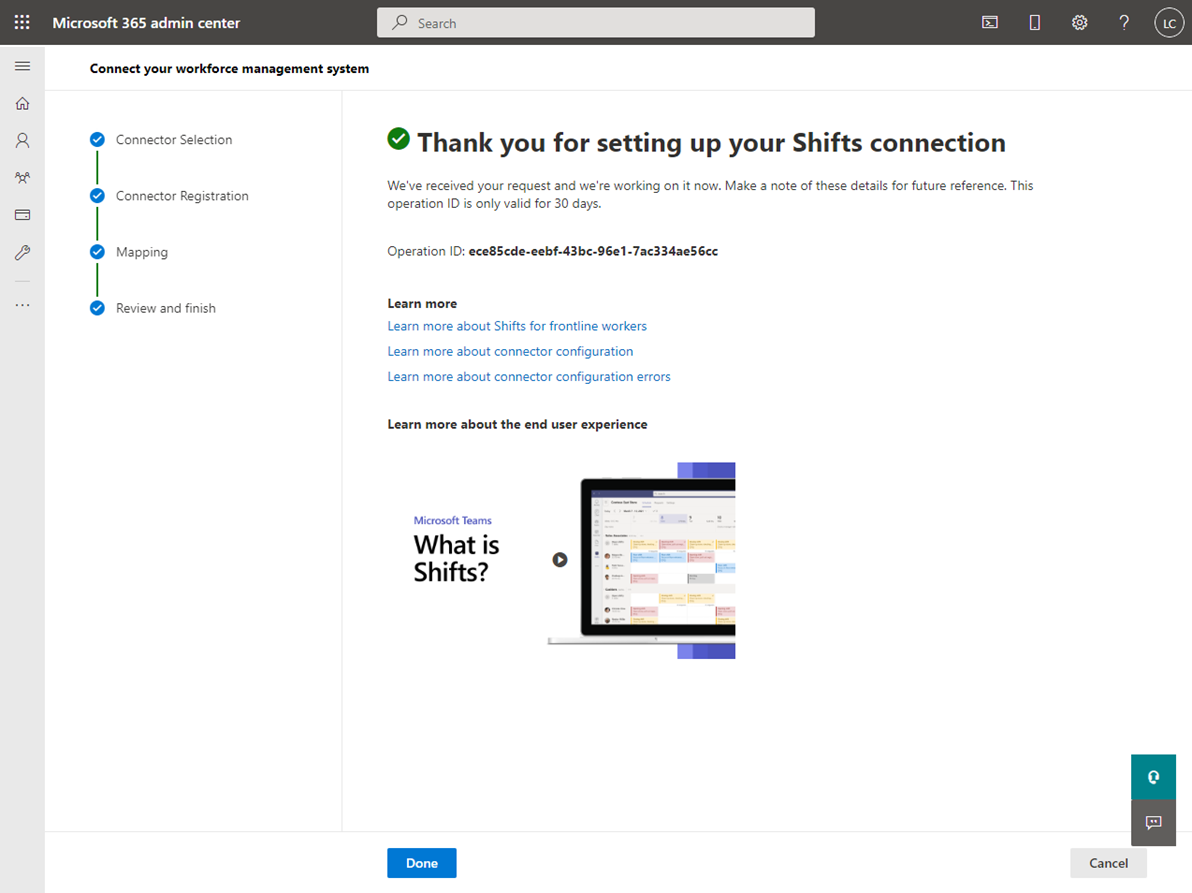 Microsoft 365 admin center
Search
LC
Connect your workforce management system
Connector Selection
Connector Registration
Mapping
Review and finish
Thank you for setting up your Shifts connection
We've received your request and we're working on it now. Make a note of these details for future reference. This
operation ID is only valid for 30 days.
Operation ID: ece85cde-eebf-43bc-96e1-7ac334ae56cc
Learn more
Learn more about Shifts for frontline workers
Learn more about connector configuration
Learn more about connector configuration errors
Learn more about the end user experience
Microsoft Teams
What is
Shifts?
Done
Cancel